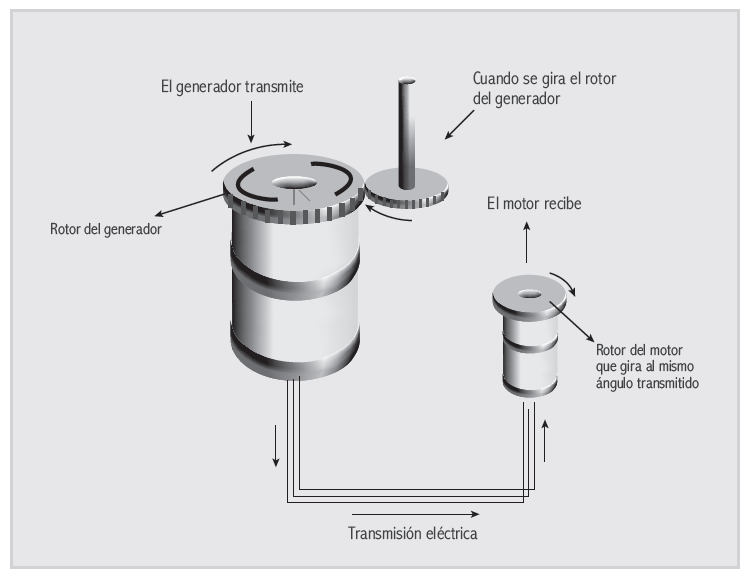 El generador transmite
Cuando se gira el rotor
del generador
Rotor del generador
El motor recibe
Rotor del motor
que gira al mismo
ángulo transmitido
Transmisión eléctrica